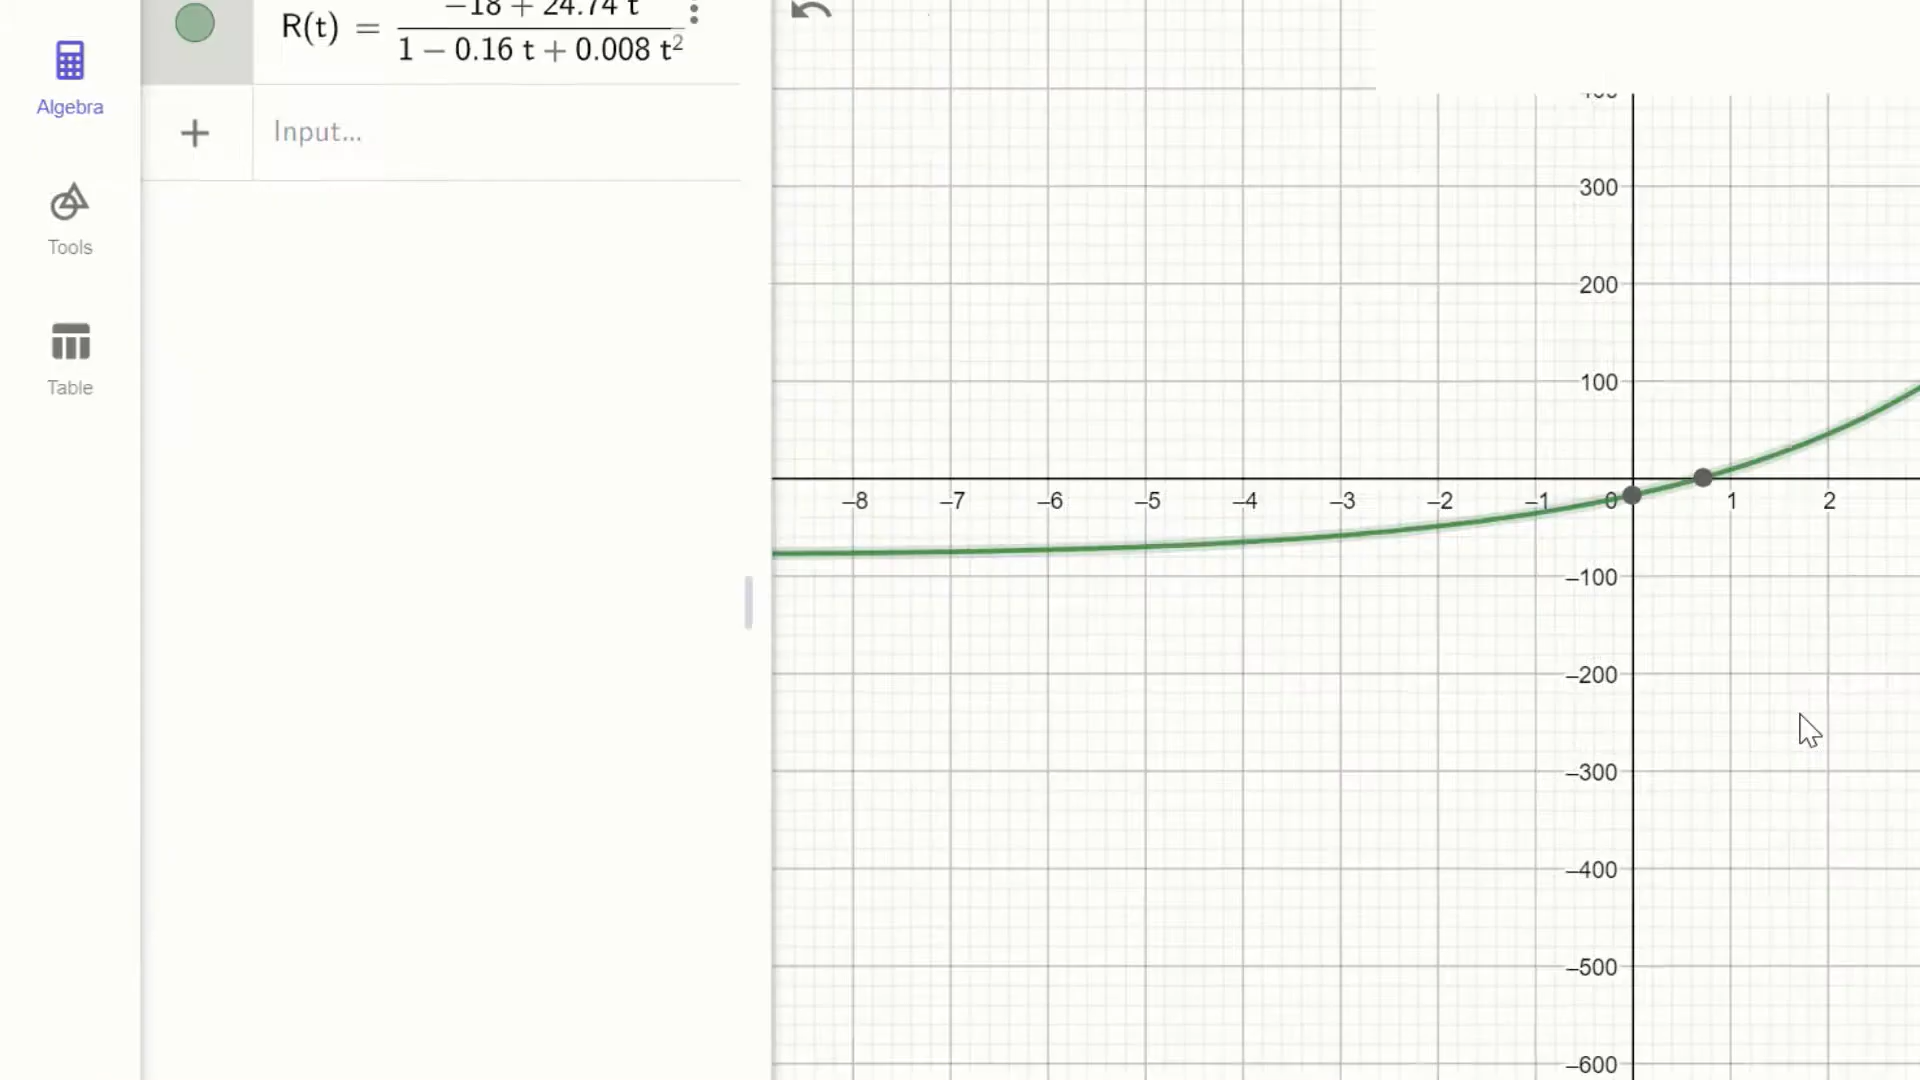 R(t) = −18 + 24.74 t
1 − 0.16 t + 0.008 t²
Algebra
Input...
Tools
Table
400
300
200
100
−8 −7 −6 −5 −4 −3 −2 −1 0 1 2
−100
−200
−300
−400
−500
−600